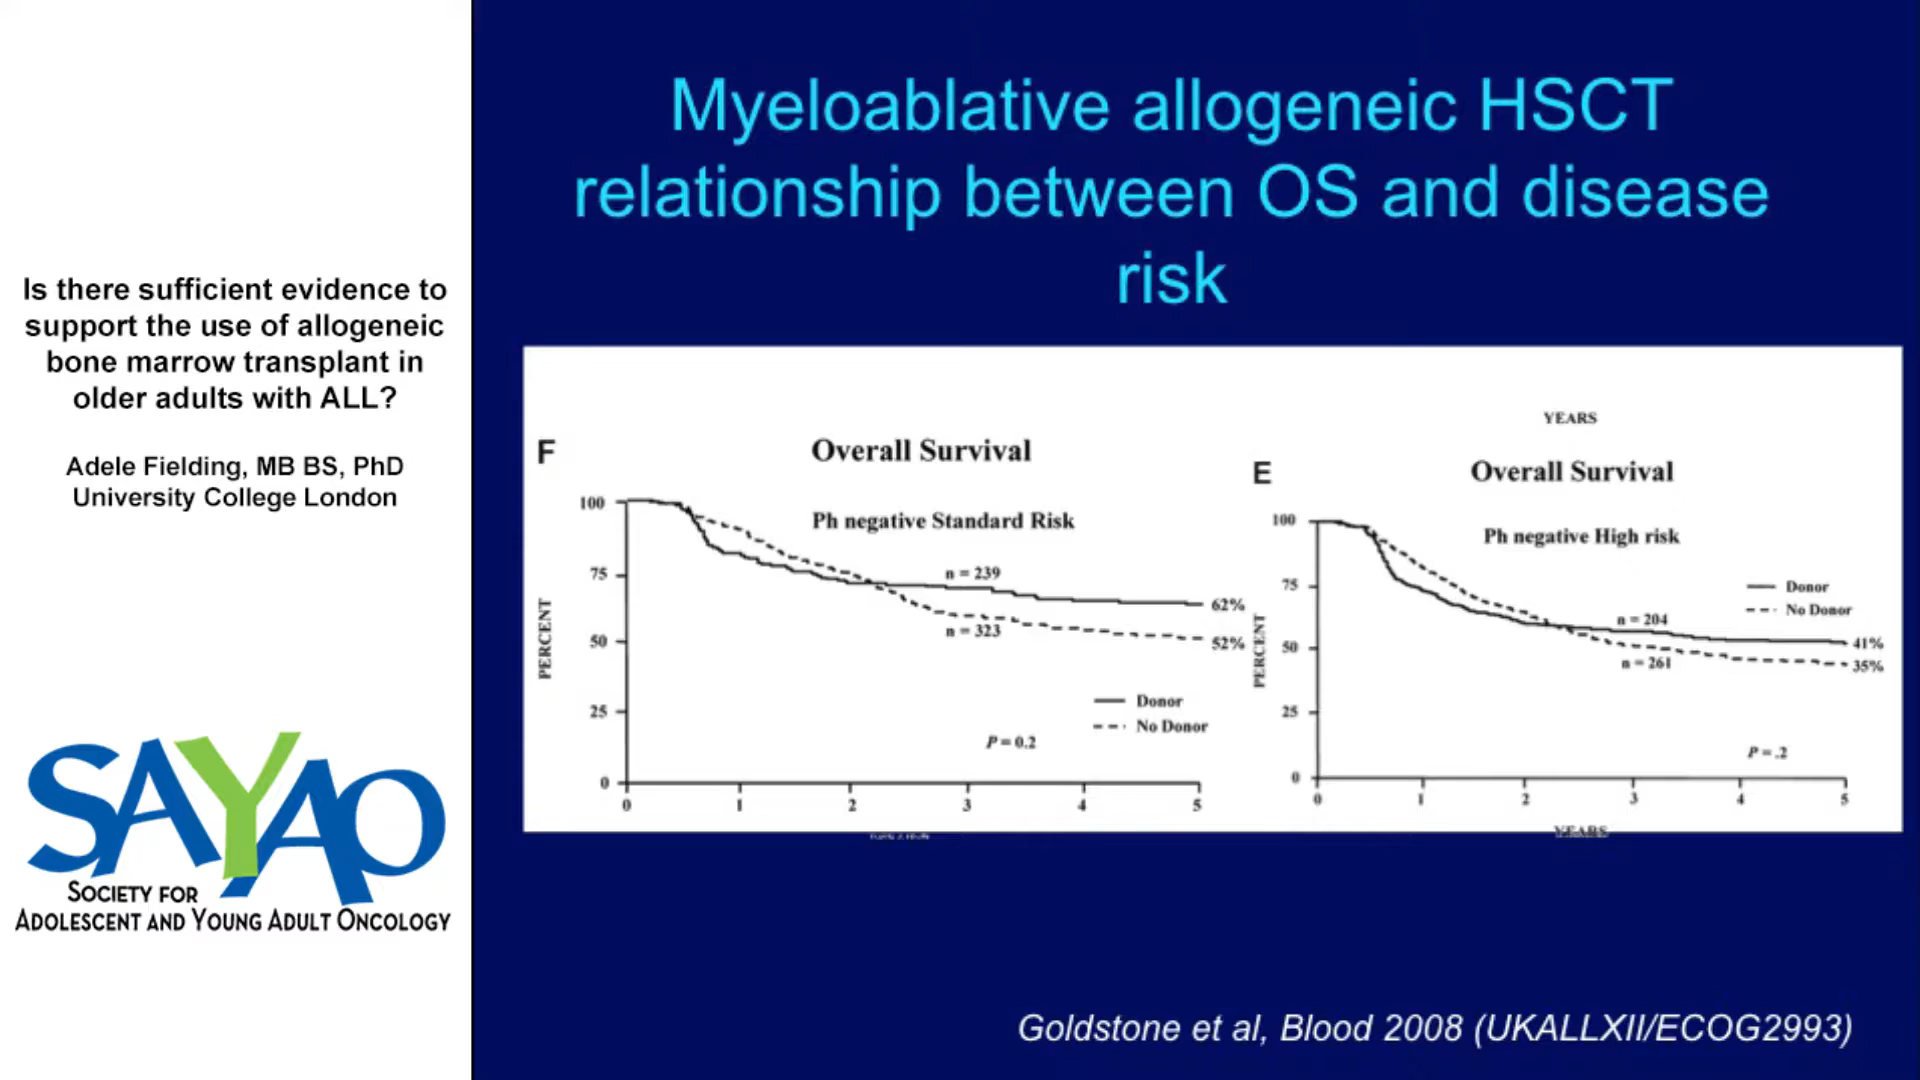 Is there sufficient evidence to
support the use of allogeneic
bone marrow transplant in
older adults with ALL?
Adele Fielding, MB BS, PhD
University College London
SAYAO
SOCIETY FOR
ADOLESCENT AND YOUNG ADULT ONCOLOGY
Myeloablative allogeneic HSCT
relationship between OS and disease
risk
F
Overall Survival
Ph negative Standard Risk
PERCENT
100
75
50
25
0
n = 239
n = 323
62%
52%
Donor
No Donor
P = 0.2
0 1 2 3 4 5
YEARS
E
Overall Survival
Ph negative High risk
PERCENT
100
75
50
25
0
Donor
No Donor
n = 204
n = 261
41%
35%
P = .2
0 1 2 3 4 5
YEARS
Goldstone et al, Blood 2008 (UKALLXII/ECOG2993)